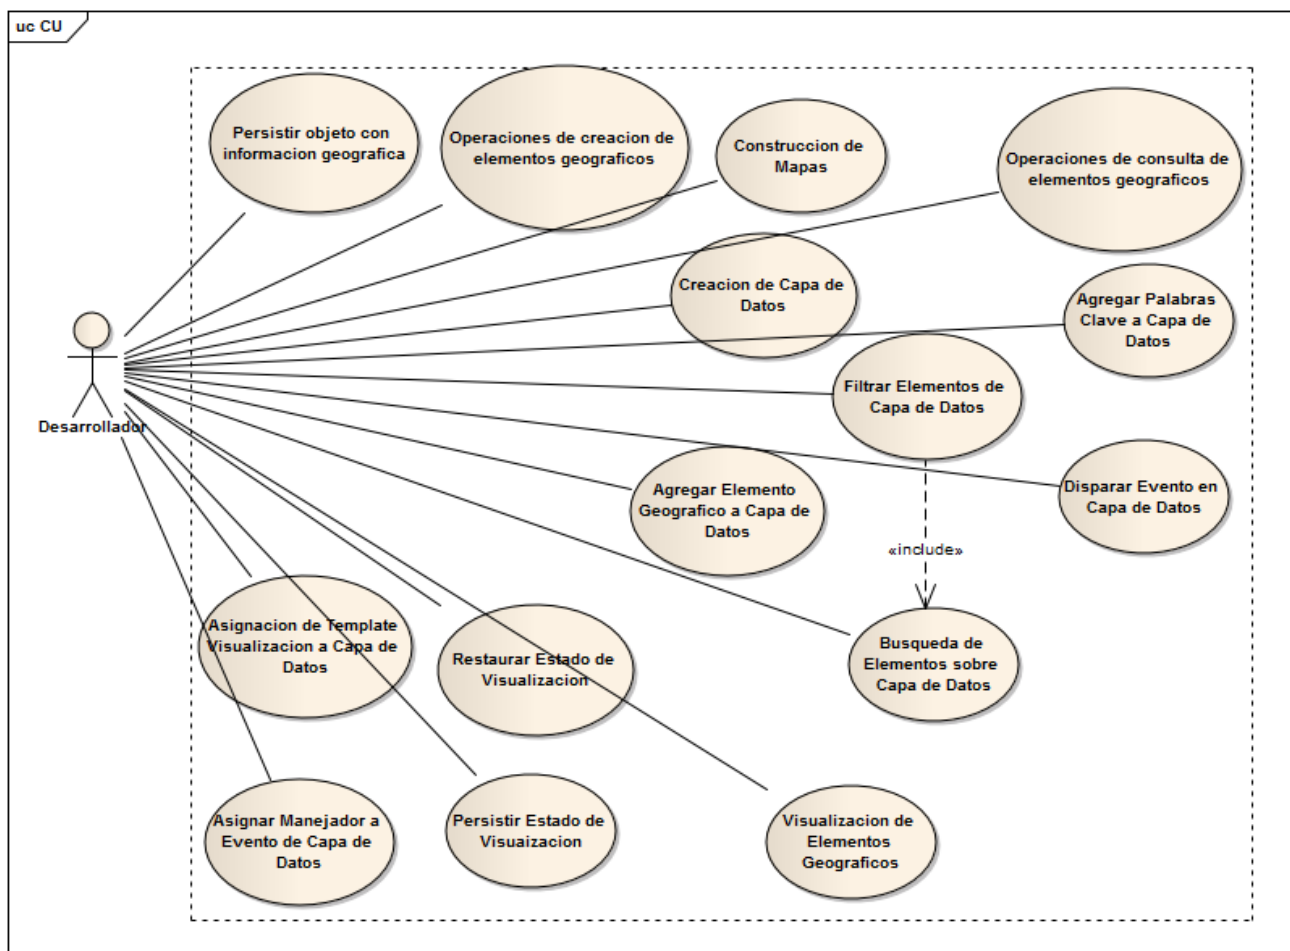 uc CU
Persistir objeto con
informacion geografica
Operaciones de creacion de
elementos geograficos
Construccion de
Mapas
Operaciones de consulta de
elementos geograficos
Creacion de Capa de
Datos
Agregar Palabras
Clave a Capa de
Datos
Filtrar Elementos de
Capa de Datos
Desarrollador
Agregar Elemento
Geografico a Capa de
Datos
Disparar Evento en
Capa de Datos
«include»
Asignacion de Template
Visualizacion a Capa de
Datos
Restaurar Estado de
Visualizacion
Busqueda de
Elementos sobre
Capa de Datos
Asignar Manejador a
Evento de Capa de
Datos
Persistir Estado de
Visuaizacion
Visualizacion de
Elementos
Geograficos